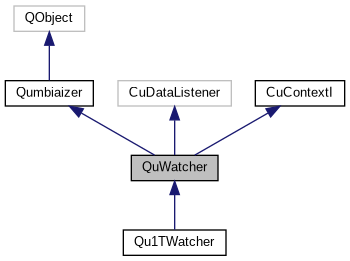 QObject
Qumbiaizer
CuDataListener
CuContextI
QuWatcher
Qu1TWatcher